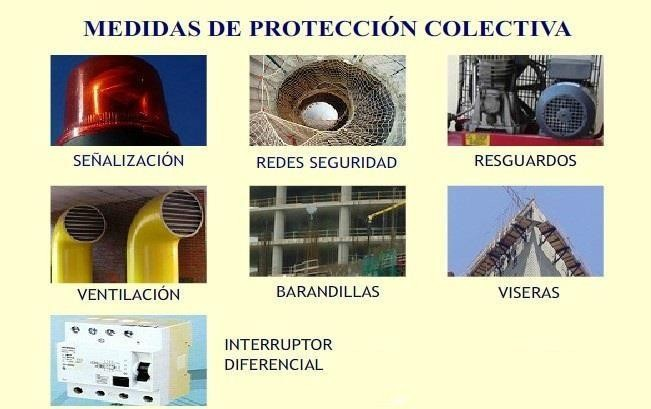 MEDIDAS DE PROTECCIÓN COLECTIVA
SEÑALIZACIÓN
REDES SEGURIDAD
RESGUARDOS
VENTILACIÓN
BARANDILLAS
VISERAS
INTERRUPTOR
DIFERENCIAL